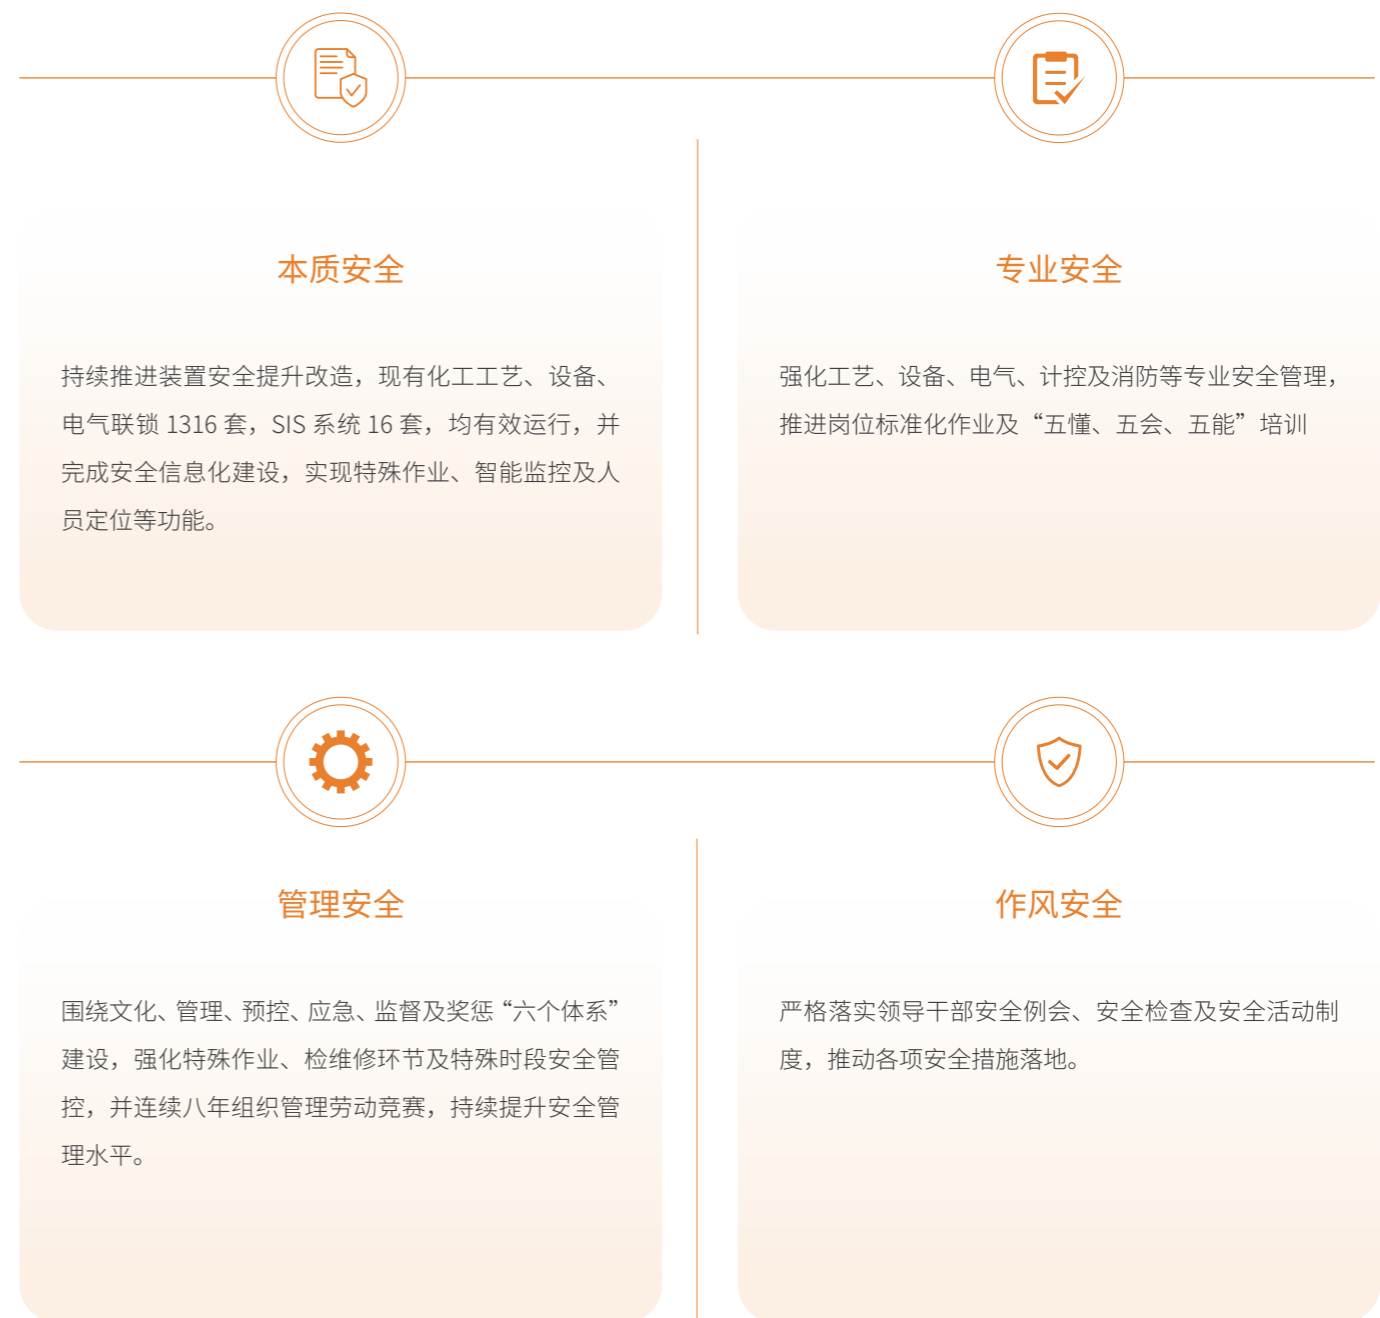 本质安全
持续推进装置安全提升改造，现有化工工艺、设备、
电气联锁 1316 套，SIS 系统 16 套，均有效运行，并
完成安全信息化建设，实现特殊作业、智能监控及人
员定位等功能。
专业安全
强化工艺、设备、电气、计控及消防等专业安全管理，
推进岗位标准化作业及“五懂、五会、五能”培训
管理安全
围绕文化、管理、预控、应急、监督及奖惩“六个体系”
建设，强化特殊作业、检维修环节及特殊时段安全管
控，并连续八年组织管理劳动竞赛，持续提升安全管
理水平。
作风安全
严格落实领导干部安全例会、安全检查及安全活动制
度，推动各项安全措施落地。